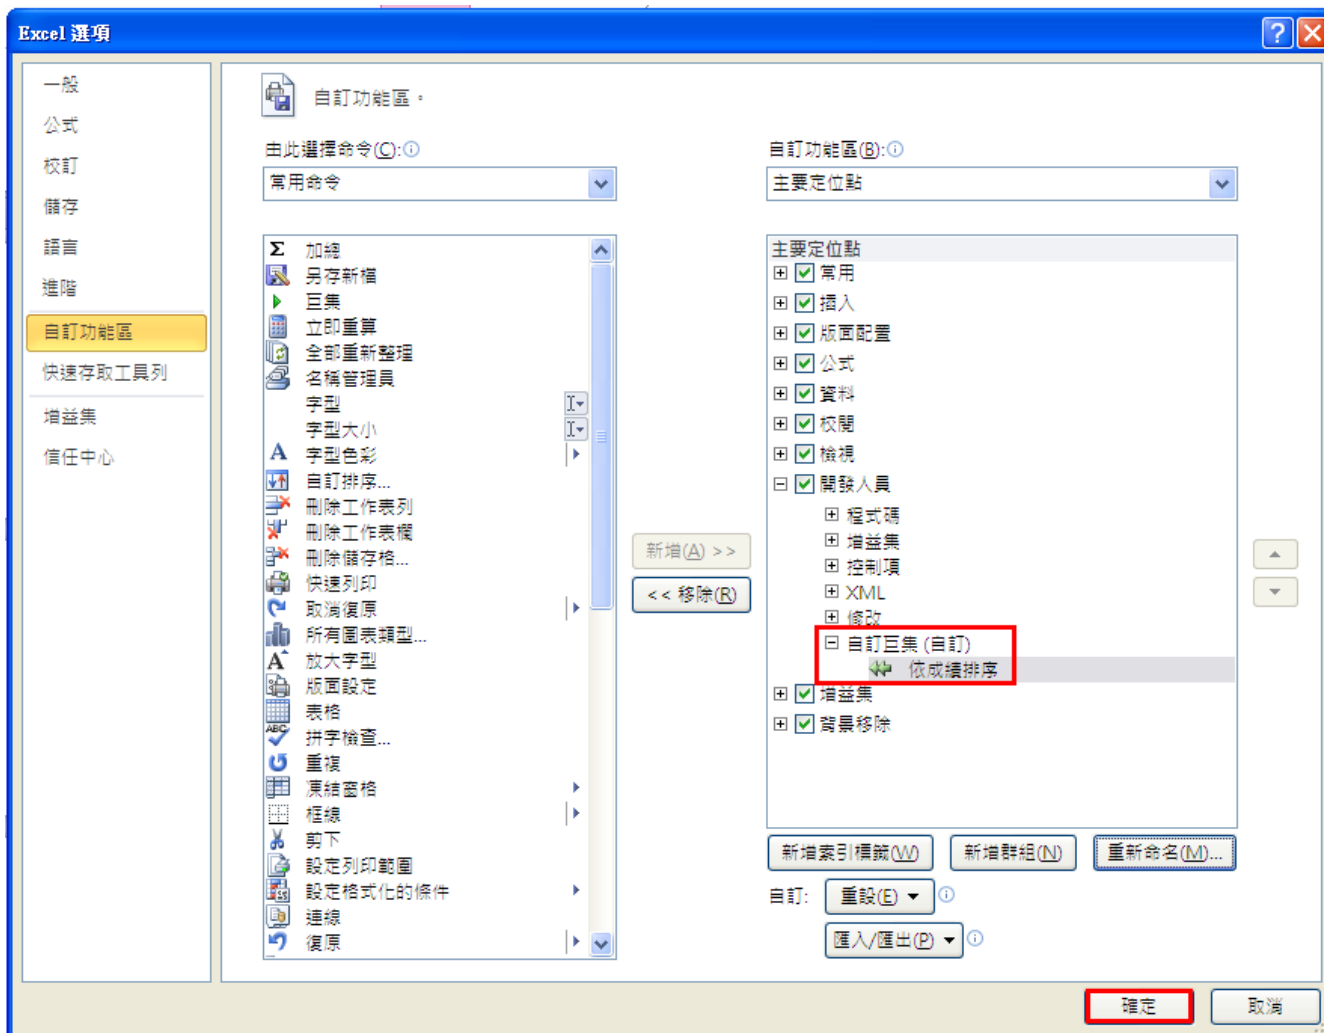 Excel 選項
一般
公式
校訂
儲存
語言
進階
自訂功能區
快速存取工具列
增益集
信任中心
自訂功能區。
由此選擇命令(C):
常用命令
加總
另存新檔
巨集
立即重算
全部重新整理
名稱管理員
字型
字型大小
字型色彩
自訂排序...
刪除工作表列
刪除工作表欄
刪除儲存格...
快速列印
取消復原
所有圖表類型...
放大字型
版面設定
表格
拼字檢查...
重複
凍結窗格
框線
剪下
設定列印範圍
設定格式化的條件
連線
復原
新增(A) >>
<< 移除(R)
自訂功能區(B):
主要定位點
主要定位點
常用
插入
版面配置
公式
資料
校閱
檢視
開發人員
程式碼
增益集
控制項
XML
修改
自訂巨集 (自訂)
依成績排序
增益集
背景移除
新增索引標籤(W)
新增群組(N)
重新命名(M)...
自訂:
重設(E)
匯入/匯出(P)
確定
取消